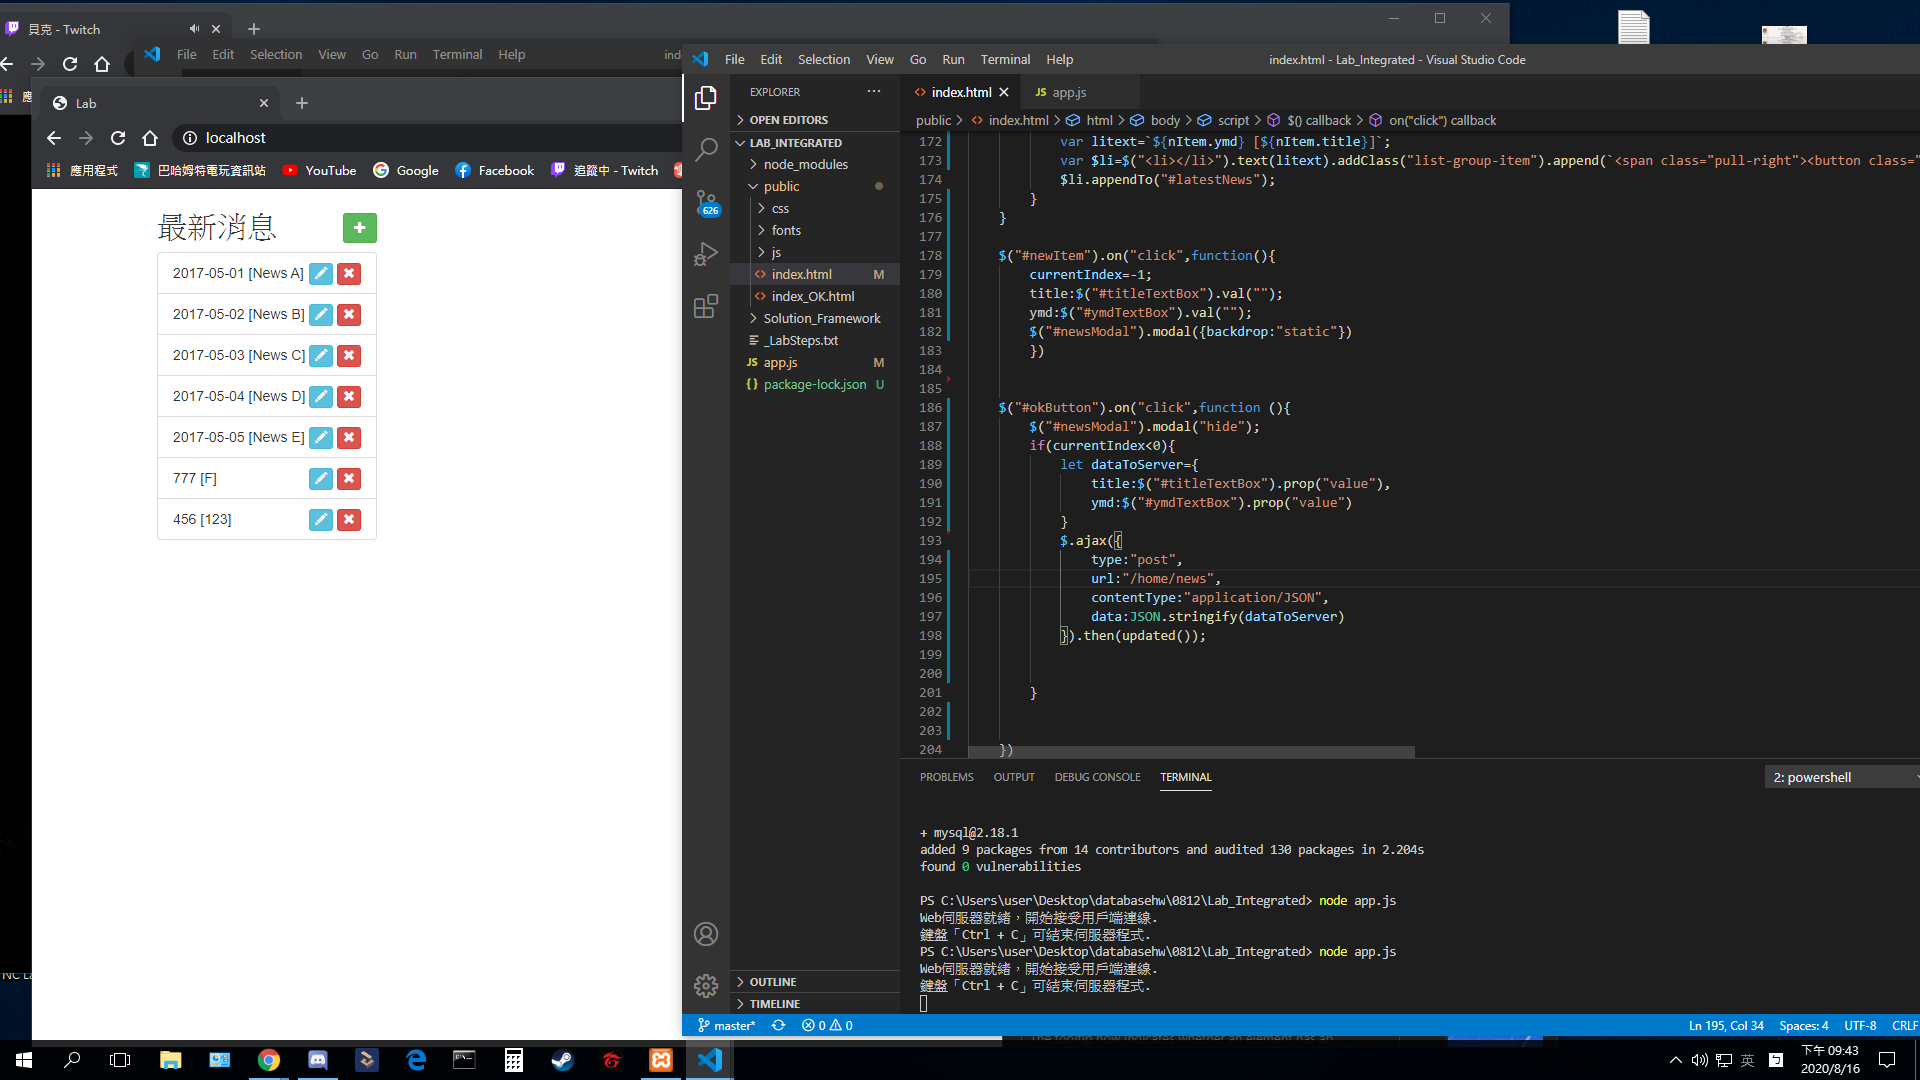 貝克 - Twitch
File Edit Selection View Go Run Terminal Help
Lab
localhost
應用程式 巴哈姆特電玩資訊站 YouTube Google Facebook 追蹤中 - Twitch
最新消息
2017-05-01 [News A]
2017-05-02 [News B]
2017-05-03 [News C]
2017-05-04 [News D]
2017-05-05 [News E]
777 [F]
456 [123]
File Edit Selection View Go Run Terminal Help
index.html - Lab_Integrated - Visual Studio Code
EXPLORER
OPEN EDITORS
LAB_INTEGRATED
node_modules
public
css
fonts
js
index.html M
index_OK.html
Solution_Framework
_LabSteps.txt
JS app.js M
{} package-lock.json U
OUTLINE
TIMELINE
626
index.html
JS app.js
public > index.html > html > body > script > $() callback > on("click") callback
172 var litext=`${nItem.ymd} [${nItem.title}]`;
173 var $li=$("<li></li>").text(litext).addClass("list-group-item").append(`<span class="pull-right"><button class="
174 $li.appendTo("#latestNews");
175 }
176 }
177
178 $("#newItem").on("click",function(){
179 currentIndex=-1;
180 title:$("#titleTextBox").val("");
181 ymd:$("#ymdTextBox").val("");
182 $("#newsModal").modal({backdrop:"static"})
183 })
184
185
186 $("#okButton").on("click",function (){
187 $("#newsModal").modal("hide");
188 if(currentIndex<0){
189 let dataToServer={
190 title:$("#titleTextBox").prop("value"),
191 ymd:$("#ymdTextBox").prop("value")
192 }
193 $.ajax({
194 type:"post",
195 url:"/home/news",
196 contentType:"application/JSON",
197 data:JSON.stringify(dataToServer)
198 }).then(updated());
199
200
201 }
202
203
204 })
PROBLEMS OUTPUT DEBUG CONSOLE TERMINAL
2: powershell
+ mysql@2.18.1
added 9 packages from 14 contributors and audited 130 packages in 2.204s
found 0 vulnerabilities
PS C:\Users\user\Desktop\databasehw\0812\Lab_Integrated> node app.js
Web伺服器就緒，開始接受用戶端連線.
鍵盤「Ctrl + C」可結束伺服器程式.
PS C:\Users\user\Desktop\databasehw\0812\Lab_Integrated> node app.js
Web伺服器就緒，開始接受用戶端連線.
鍵盤「Ctrl + C」可結束伺服器程式.
master* 0 0
Ln 195, Col 34 Spaces: 4 UTF-8 CRLF
英
下午 09:43
2020/8/16